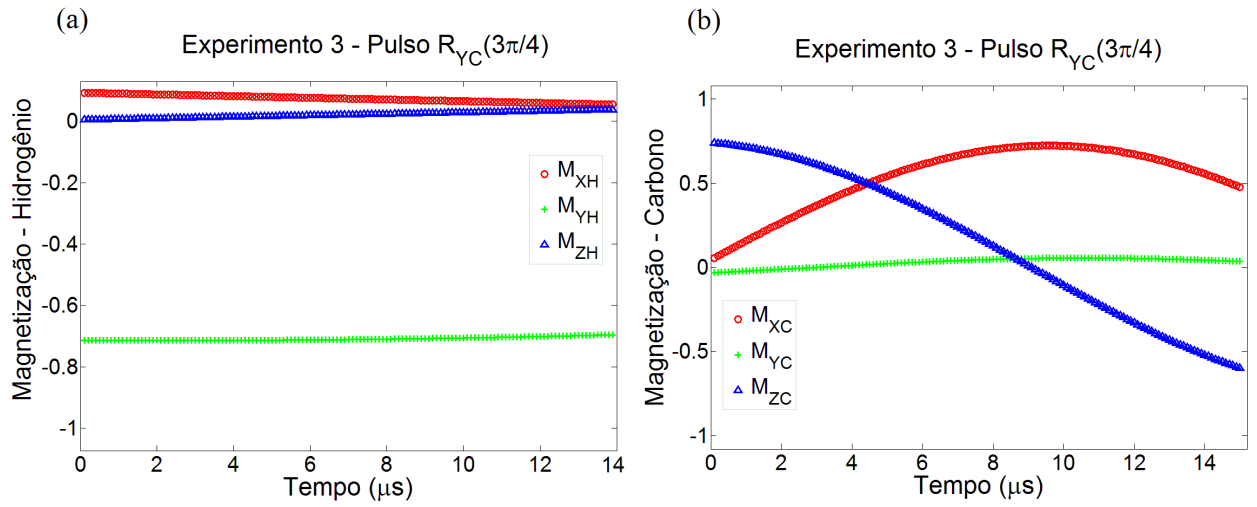 (a)
Experimento 3 - Pulso R_YC(3π/4)
Magnetização - Hidrogênio
0
-0.2
-0.4
-0.6
-0.8
-1
M_XH
M_YH
M_ZH
0 2 4 6 8 10 12 14
Tempo (μs)
(b)
Experimento 3 - Pulso R_YC(3π/4)
Magnetização - Carbono
1
0.5
0
-0.5
-1
M_XC
M_YC
M_ZC
0 2 4 6 8 10 12 14
Tempo (μs)